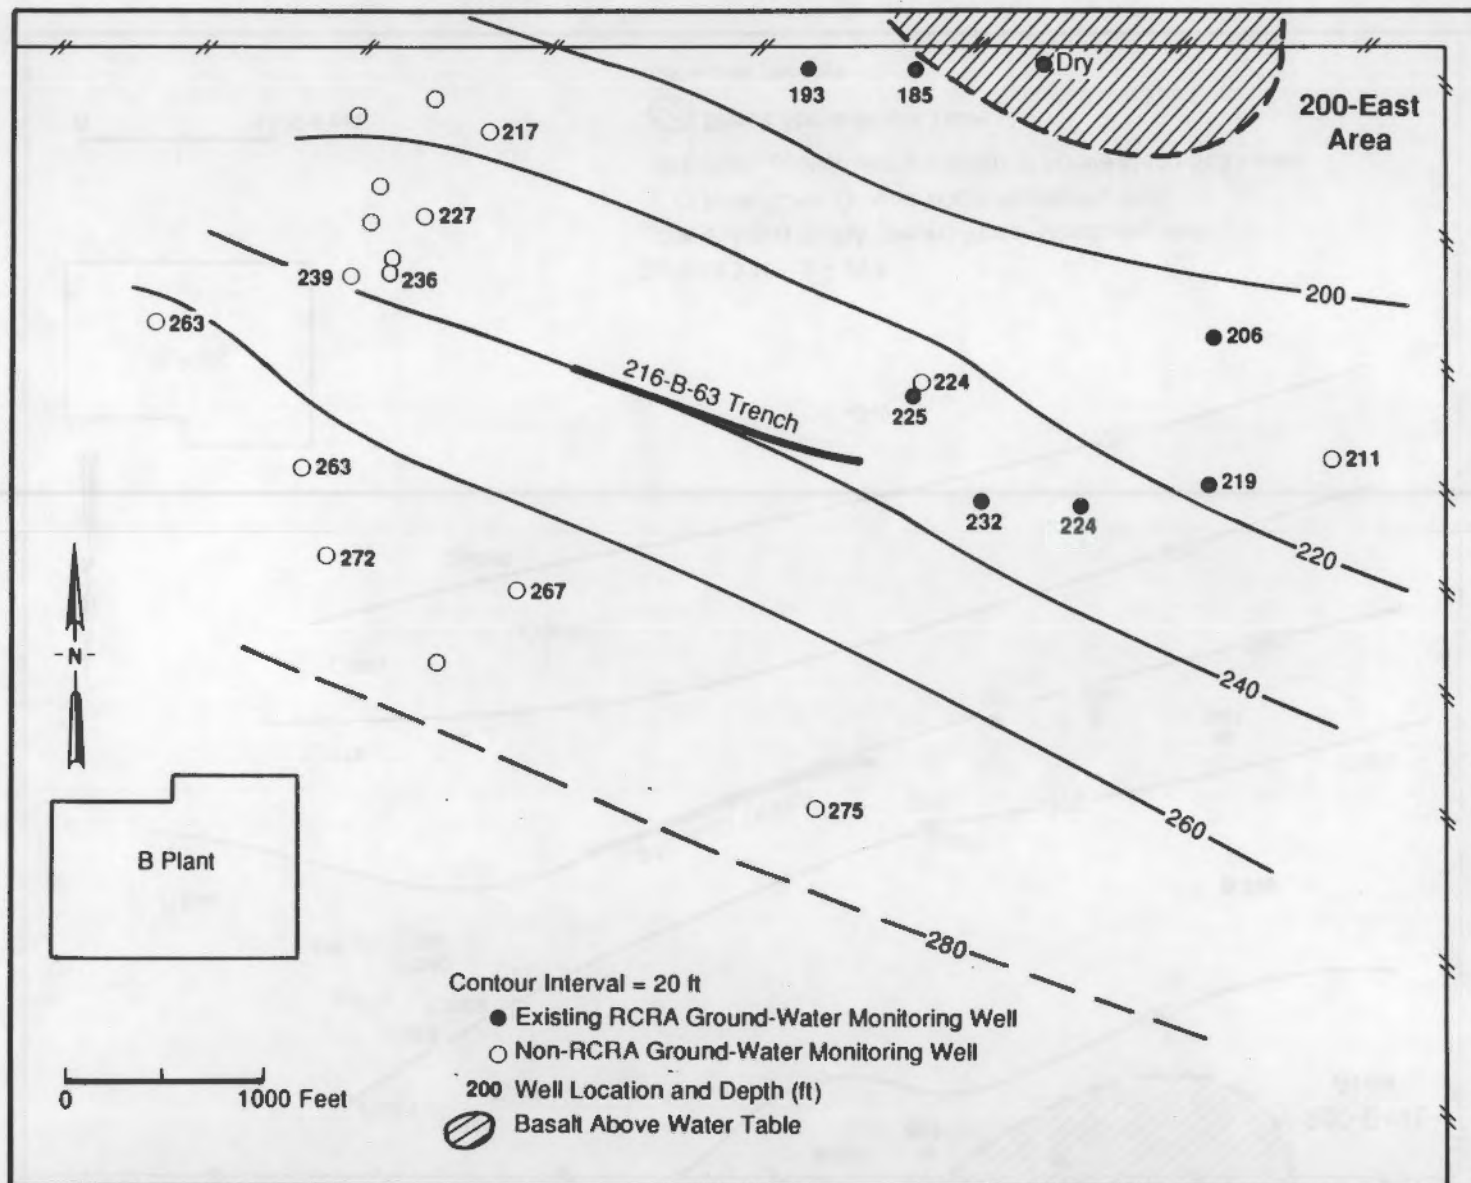 Dry
193
185
200-East
Area
217
227
239
236
263
200
206
216-B-63 Trench
224
225
211
219
263
232
224
220
272
267
-N-
240
275
260
B Plant
280
Contour Interval = 20 ft
Existing RCRA Ground-Water Monitoring Well
Non-RCRA Ground-Water Monitoring Well
0
1000 Feet
200 Well Location and Depth (ft)
Basalt Above Water Table